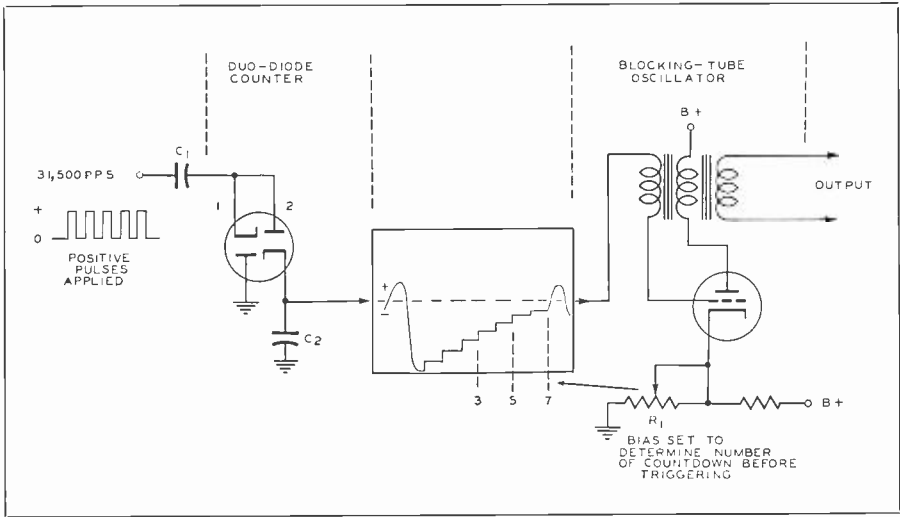 DUO-DIODE
COUNTER
BLOCKING-TUBE
OSCILLATOR
B+
C1
31,500 PPS
1
2
OUTPUT
+
0
POSITIVE
PULSES
APPLIED
+
−
C2
3
5
7
R1
B+
BIAS SET TO
DETERMINE NUMBER
OF COUNTDOWN BEFORE
TRIGGERING